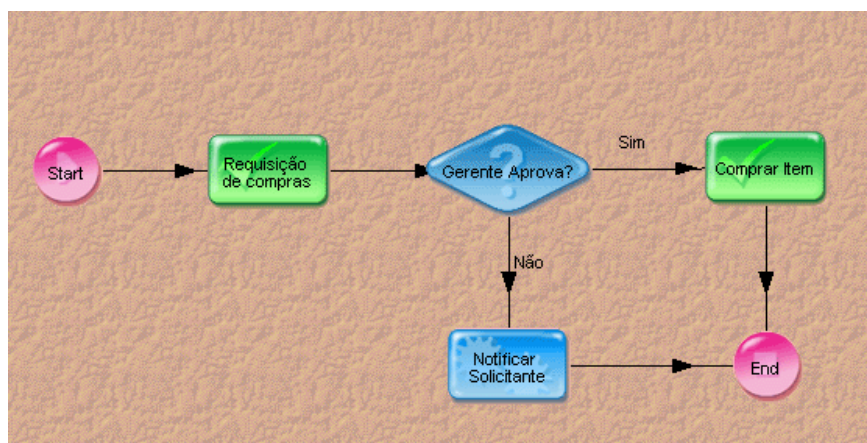 Start
Requisição
de compras
Gerente Aprova?
Sim
Comprar Item
Não
Notificar
Solicitante
End